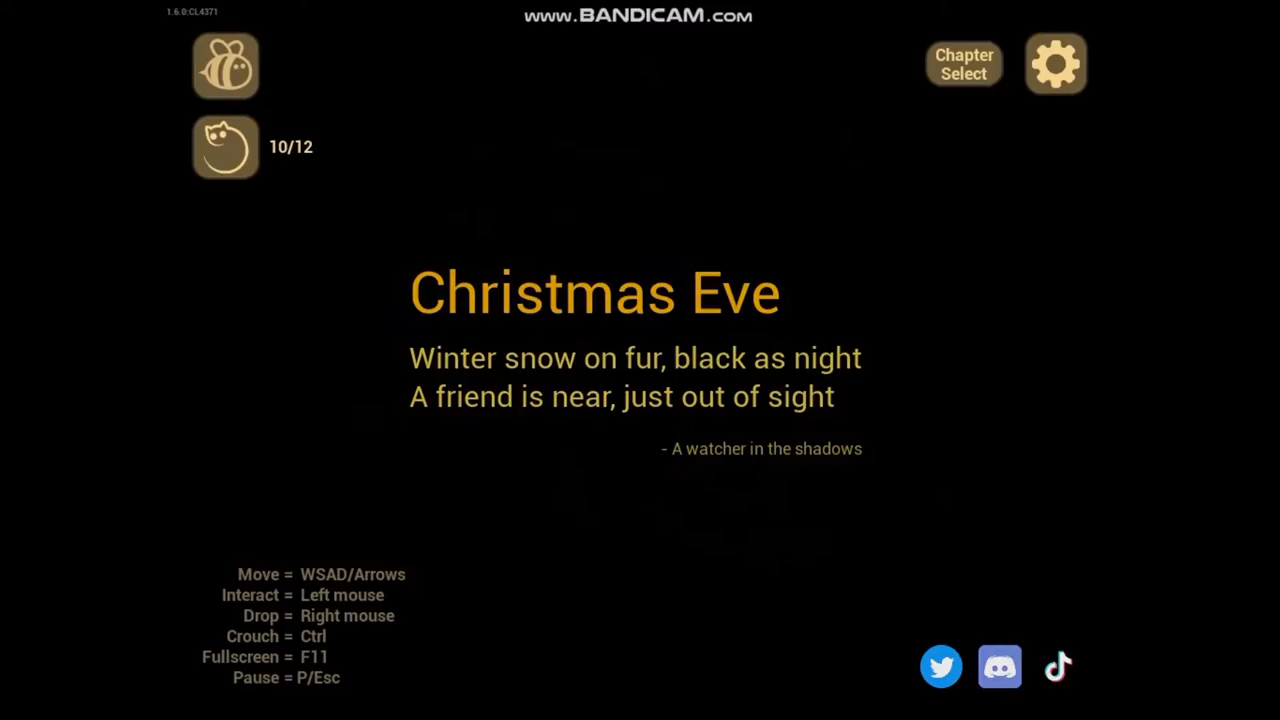 1.6.0:CL4371
www.BANDICAM.com
Chapter
Select
10/12
Christmas Eve
Winter snow on fur, black as night
A friend is near, just out of sight
- A watcher in the shadows
Move = WSAD/Arrows
Interact = Left mouse
Drop = Right mouse
Crouch = Ctrl
Fullscreen = F11
Pause = P/Esc